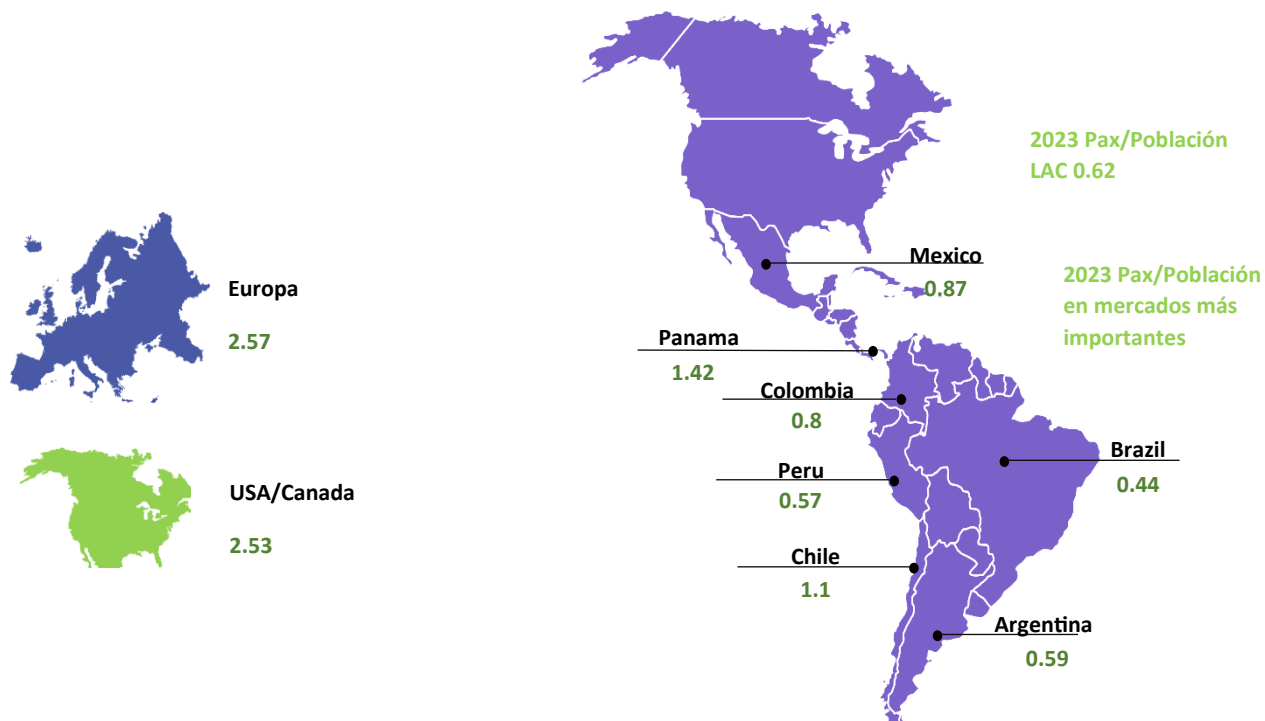 2023 Pax/Población
LAC 0.62
Mexico
0.87
2023 Pax/Población
en mercados más
importantes
Europa
2.57
Panama
1.42
Colombia
0.8
Brazil
0.44
Peru
0.57
USA/Canada
2.53
Chile
1.1
Argentina
0.59